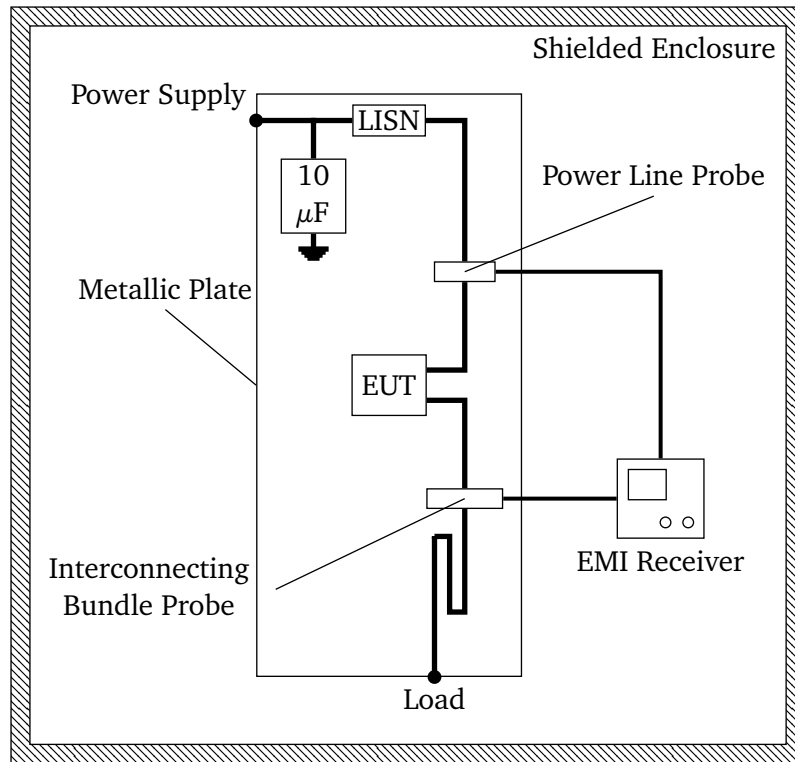 Shielded Enclosure
Power Supply
LISN
10
μF
Power Line Probe
Metallic Plate
EUT
Interconnecting
Bundle Probe
EMI Receiver
Load